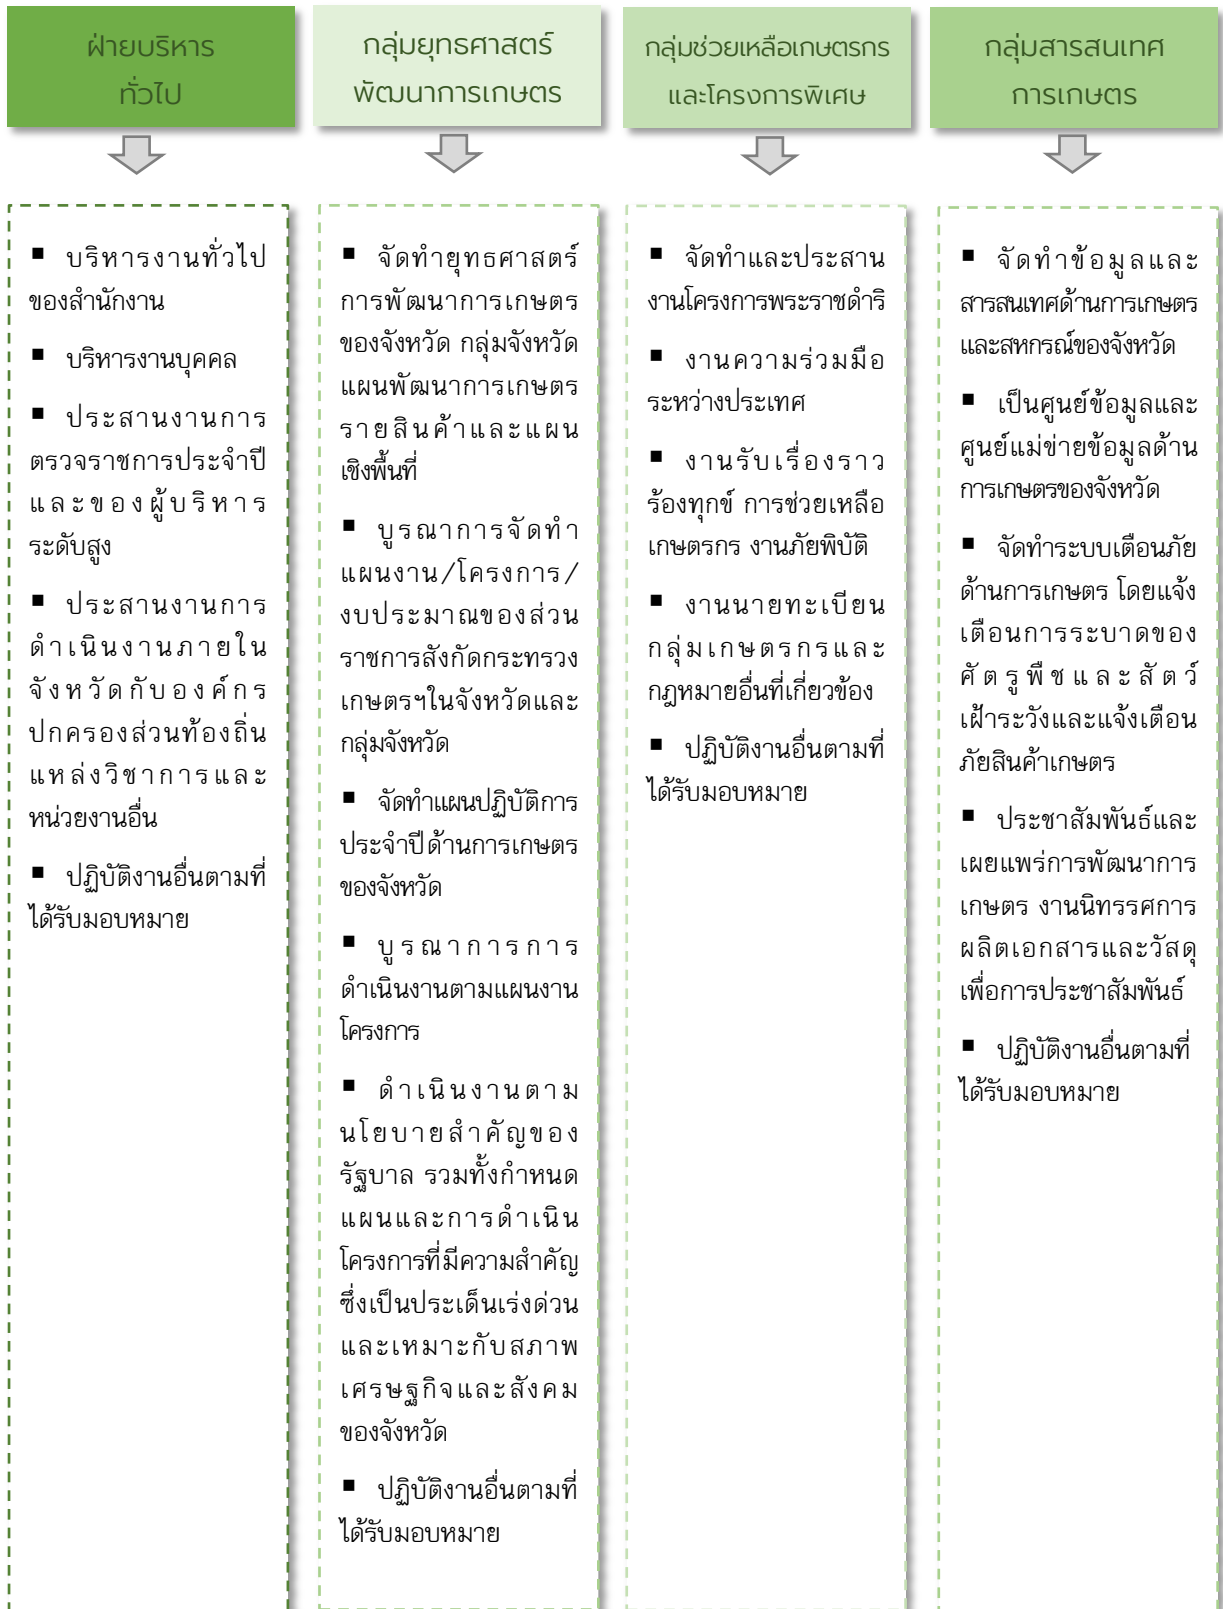 ฝ่ายบริหาร
ทั่วไป
▪ บริหารงานทั่วไป
ของสำนักงาน
▪ บริหารงานบุคคล
▪ ประสานงานการ
ตรวจราชการประจำปี
และของผู้บริหาร
ระดับสูง
▪ ประสานงานการ
ดำเนินงานภายใน
จังหวัดกับองค์กร
ปกครองส่วนท้องถิ่น
แหล่งวิชาการและ
หน่วยงานอื่น
▪ ปฏิบัติงานอื่นตามที่
ได้รับมอบหมาย
กลุ่มยุทธศาสตร์
พัฒนาการเกษตร
▪ จัดทำยุทธศาสตร์
การพัฒนาการเกษตร
ของจังหวัด กลุ่มจังหวัด
แผนพัฒนาการเกษตร
รายสินค้าและแผน
เชิงพื้นที่
▪ บูรณาการจัดทำ
แผนงาน/โครงการ/
งบประมาณของส่วน
ราชการสังกัดกระทรวง
เกษตรฯในจังหวัดและ
กลุ่มจังหวัด
▪ จัดทำแผนปฏิบัติการ
ประจำปีด้านการเกษตร
ของจังหวัด
▪ บูรณาการการ
ดำเนินงานตามแผนงาน
โครงการ
▪ ดำเนินงานตาม
นโยบายสำคัญของ
รัฐบาล รวมทั้งกำหนด
แผนและการดำเนิน
โครงการที่มีความสำคัญ
ซึ่งเป็นประเด็นเร่งด่วน
และเหมาะกับสภาพ
เศรษฐกิจและสังคม
ของจังหวัด
▪ ปฏิบัติงานอื่นตามที่
ได้รับมอบหมาย
กลุ่มช่วยเหลือเกษตรกร
และโครงการพิเศษ
▪ จัดทำและประสาน
งานโครงการพระราชดำริ
▪ งานความร่วมมือ
ระหว่างประเทศ
▪ งานรับเรื่องราว
ร้องทุกข์ การช่วยเหลือ
เกษตรกร งานภัยพิบัติ
▪ งานนายทะเบียน
กลุ่มเกษตรกรและ
กฎหมายอื่นที่เกี่ยวข้อง
▪ ปฏิบัติงานอื่นตามที่
ได้รับมอบหมาย
กลุ่มสารสนเทศ
การเกษตร
▪ จัดทำข้อมูลและ
สารสนเทศด้านการเกษตร
และสหกรณ์ของจังหวัด
▪ เป็นศูนย์ข้อมูลและ
ศูนย์แม่ข่ายข้อมูลด้าน
การเกษตรของจังหวัด
▪ จัดทำระบบเตือนภัย
ด้านการเกษตร โดยแจ้ง
เตือนการระบาดของ
ศัตรูพืชและสัตว์
เฝ้าระวังและแจ้งเตือน
ภัยสินค้าเกษตร
▪ ประชาสัมพันธ์และ
เผยแพร่การพัฒนาการ
เกษตร งานนิทรรศการ
ผลิตเอกสารและวัสดุ
เพื่อการประชาสัมพันธ์
▪ ปฏิบัติงานอื่นตามที่
ได้รับมอบหมาย